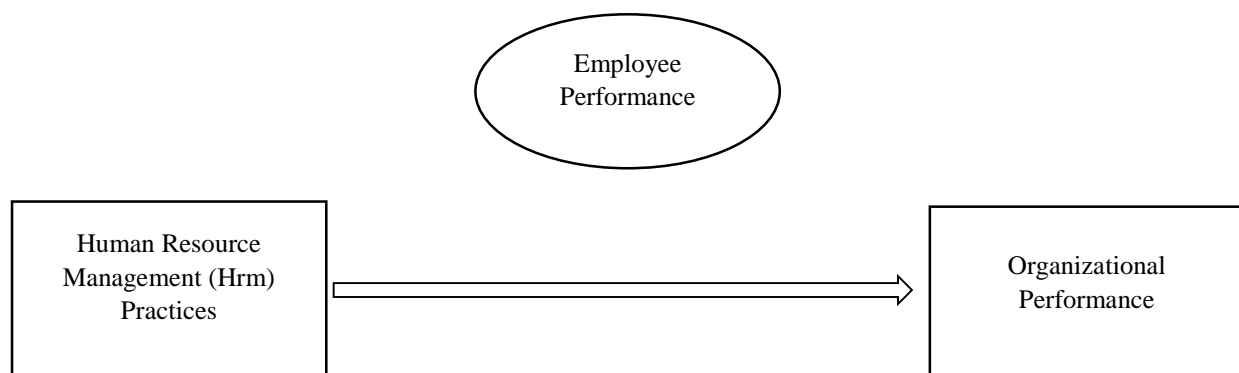 Employee
Performance
Human Resource
Management (Hrm)
Practices
Organizational
Performance